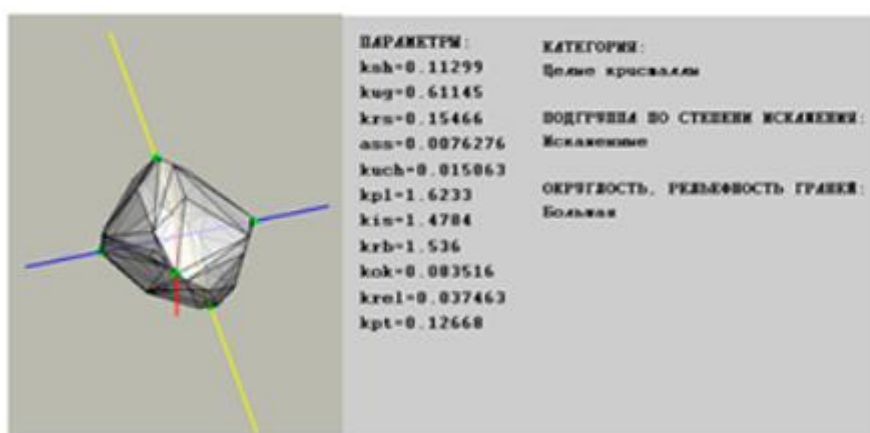 ПАРАМЕТРЫ:
ksh=0.11299
kug=0.61145
krs=0.15466
ass=0.0076276
kuch=0.015063
kpl=1.6233
kis=1.4784
krb=1.536
kok=0.083516
krel=0.037463
kpt=0.12668
КАТЕГОРИЯ:
Целые кристаллы
ПОДГРУППА ПО СТЕПЕНИ ИСКАЖЕНИЯ:
Искаженные
ОКРУГЛОСТЬ, РЕЛЬЕФНОСТЬ ГРАНЕЙ:
Большая